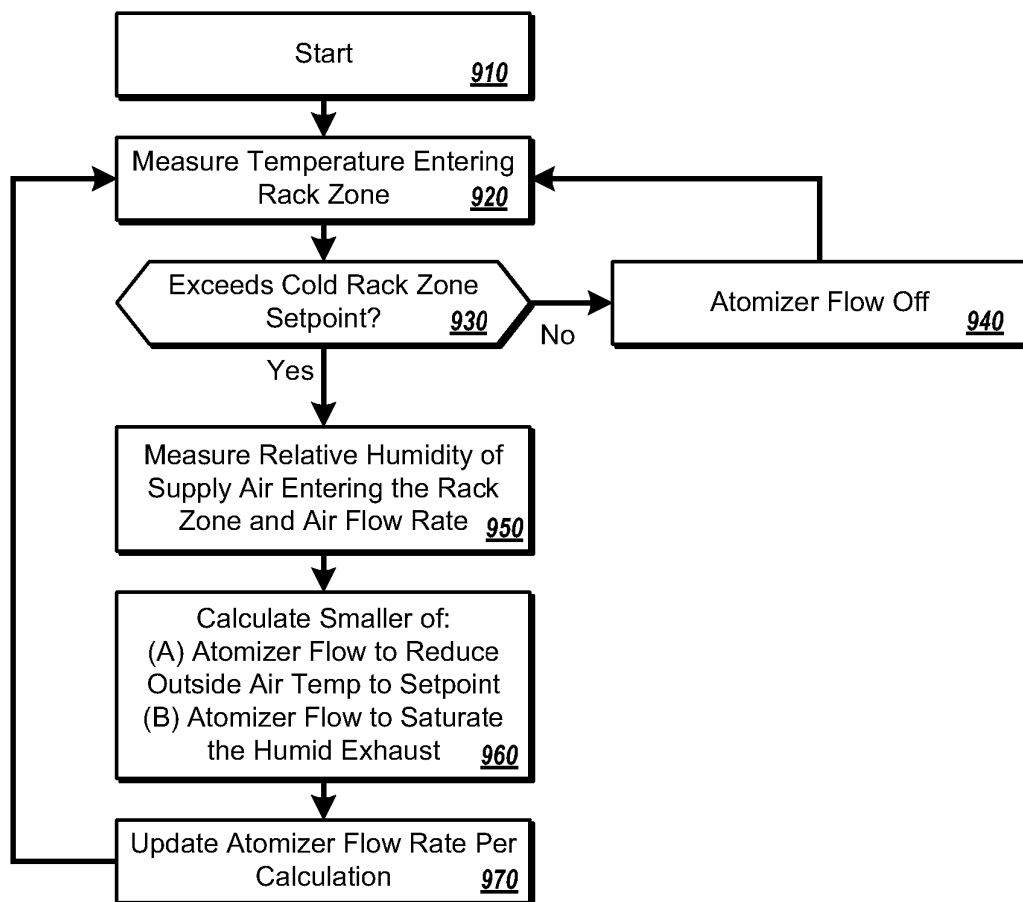 Start
910
Measure Temperature Entering
Rack Zone
920
Exceeds Cold Rack Zone
Setpoint?
930
No
Atomizer Flow Off
940
Yes
Measure Relative Humidity of
Supply Air Entering the Rack
Zone and Air Flow Rate
950
Calculate Smaller of:
(A) Atomizer Flow to Reduce
Outside Air Temp to Setpoint
(B) Atomizer Flow to Saturate
the Humid Exhaust
960
Update Atomizer Flow Rate Per
Calculation
970